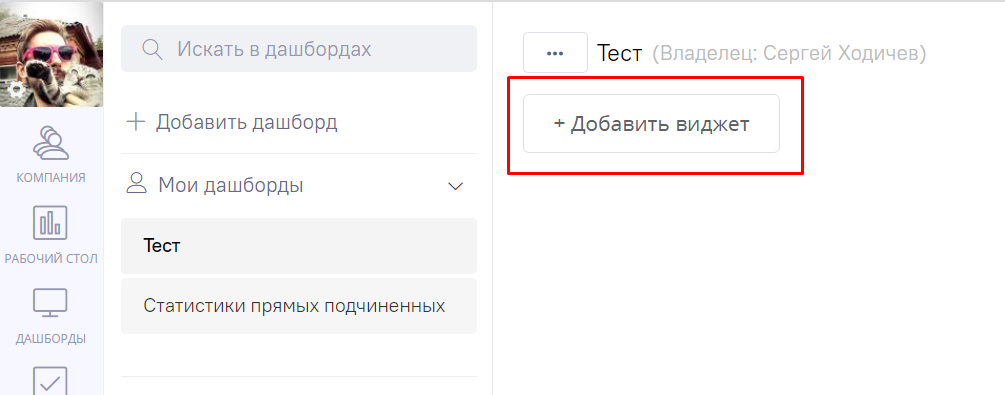 КОМПАНИЯ
РАБОЧИЙ СТОЛ
ДАШБОРДЫ
Искать в дашбордах
+ Добавить дашборд
Мои дашборды
Тест
Статистики прямых подчиненных
... Тест (Владелец: Сергей Ходичев)
+ Добавить виджет